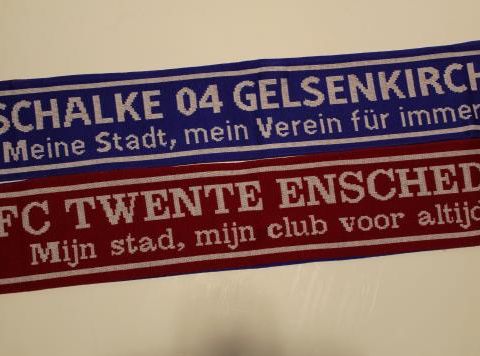 SCHALKE 04 GELSENKIRCH
Meine Stadt, mein Verein für immer
FC TWENTE ENSCHED
Mijn stad, mijn club voor altijd